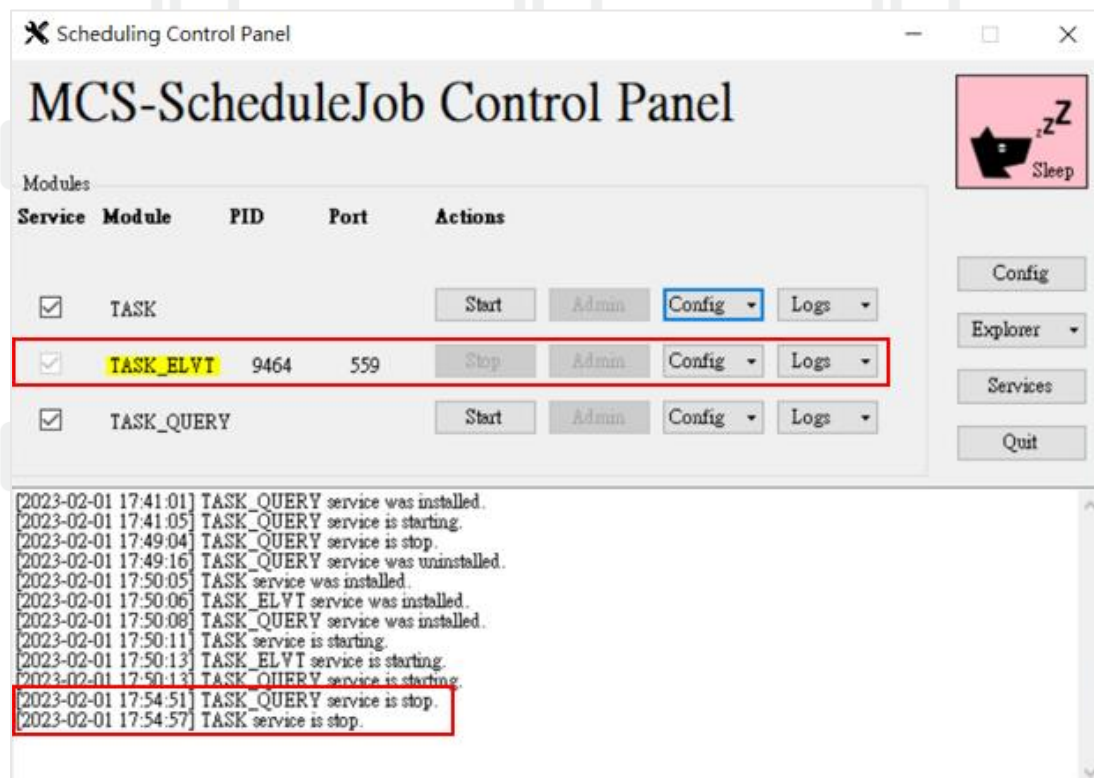 Scheduling Control Panel
MCS-ScheduleJob Control Panel
zzZ
Sleep
Modules
Service Module PID Port Actions
TASK Start Admin Config Logs
TASK_ELVT 9464 559 Stop Admin Config Logs
TASK_QUERY Start Admin Config Logs
Config
Explorer
Services
Quit
[2023-02-01 17:41:01] TASK_QUERY service was installed.
[2023-02-01 17:41:05] TASK_QUERY service is starting.
[2023-02-01 17:49:04] TASK_QUERY service is stop.
[2023-02-01 17:49:16] TASK_QUERY service was uninstalled.
[2023-02-01 17:50:05] TASK service was installed.
[2023-02-01 17:50:06] TASK_ELVT service was installed.
[2023-02-01 17:50:08] TASK_QUERY service was installed.
[2023-02-01 17:50:11] TASK service is starting.
[2023-02-01 17:50:13] TASK_ELVT service is starting.
[2023-02-01 17:50:13] TASK_QUERY service is starting.
[2023-02-01 17:54:51] TASK_QUERY service is stop.
[2023-02-01 17:54:57] TASK service is stop.